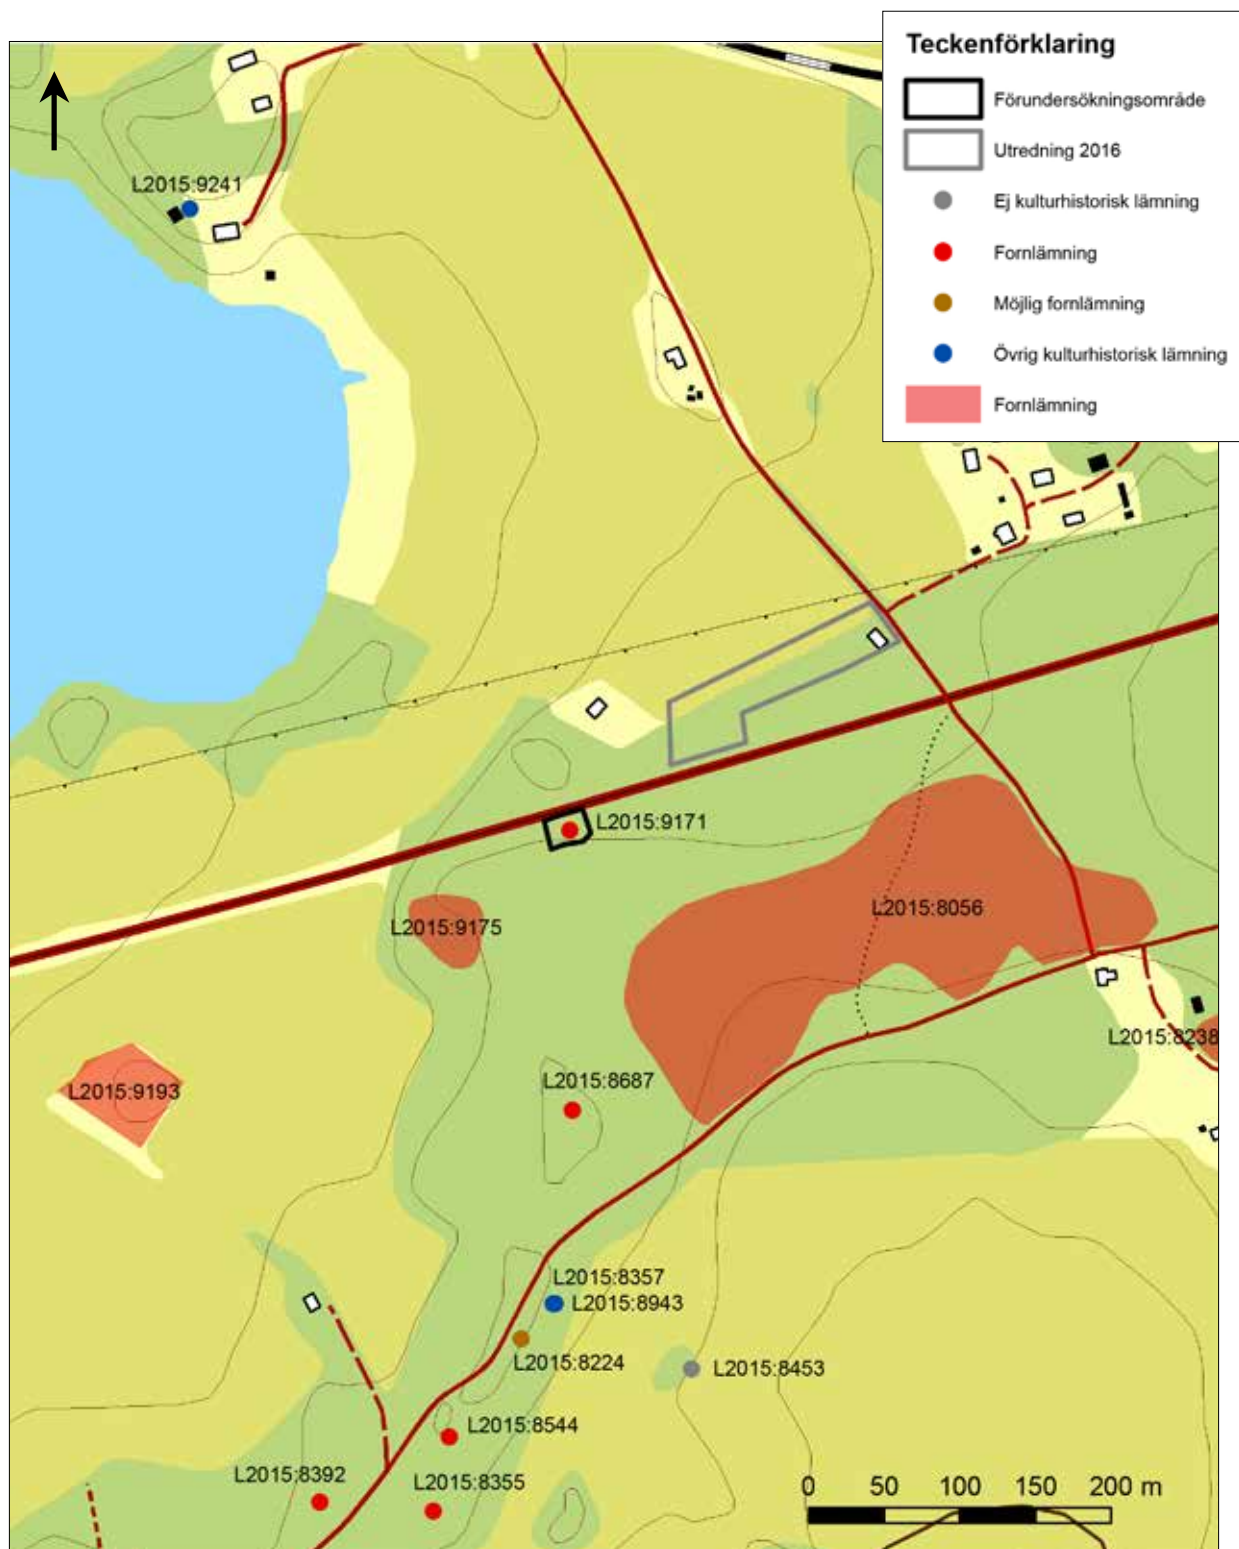 Teckenförklaring
Förundersökningsområde
Utredning 2016
Ej kulturhistorisk lämning
Fornlämning
Möjlig fornlämning
Övrig kulturhistorisk lämning
Fornlämning
L2015:9241
L2015:9171
L2015:8056
L2015:9175
L2015:8238
L2015:9193
L2015:8687
L2015:8357
L2015:8943
L2015:8224
L2015:8453
L2015:8544
L2015:8392
L2015:8355
0 50 100 150 200 m